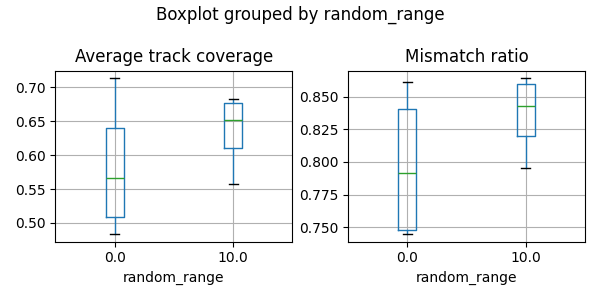 Boxplot grouped by random_range
Average track coverage
0.70
0.65
0.60
0.55
0.50
0.0
10.0
random_range
Mismatch ratio
0.850
0.825
0.800
0.775
0.750
0.0
10.0
random_range